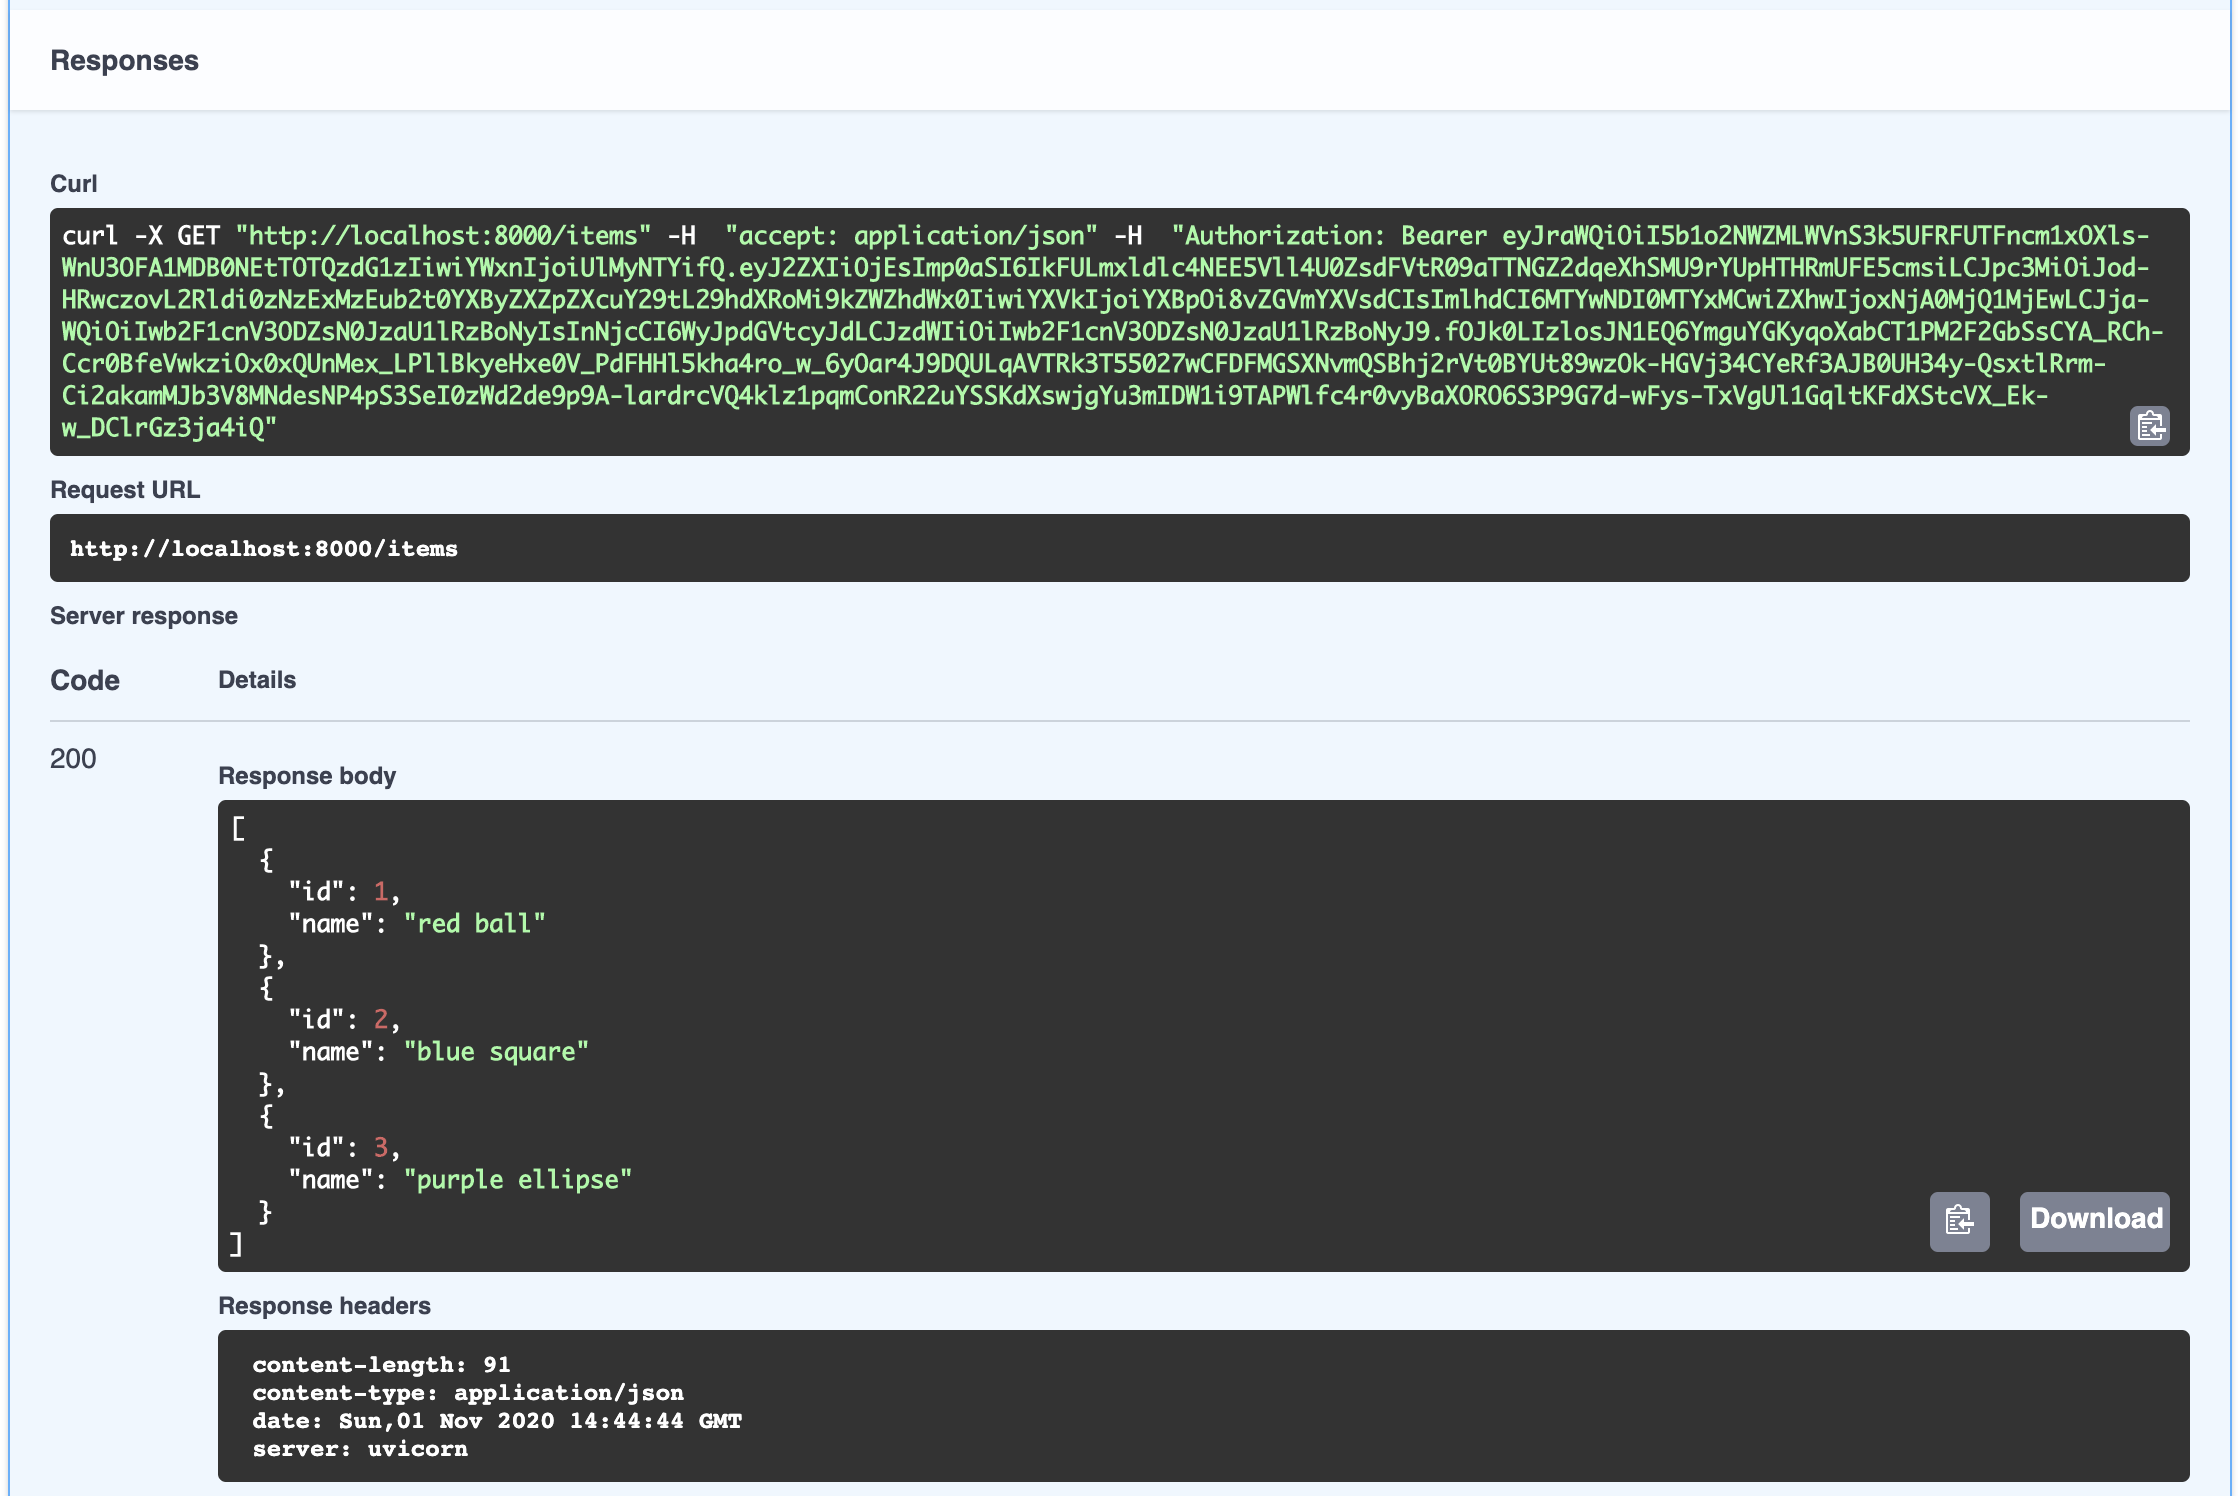 Responses
Curl
curl -X GET "http://localhost:8000/items" -H  "accept: application/json" -H  "Authorization: Bearer eyJraWQiOiI5b1o2NWZMLWVnS3k5UFRFUTFncm1xOXls-
WnU3OFA1MDB0NEtTOTQzdG1zIiwiYWxnIjoiUlMyNTYifQ.eyJ2ZXIiOjEsImp0aSI6IkFULmxldlc4NEE5Vll4U0ZsdFVtR09aTTNGZ2dqeXhSMU9rYUpHTHRmUFE5cmsiLCJpc3MiOiJod-
HRwczovL2Rldi0zNzExMzEub2t0YXByZXZpZXcuY29tL29hdXRoMi9kZWZhdWx0IiwiYXVkIjoiYXBpOi8vZGVmYXVsdCIsImlhdCI6MTYwNDI0MTYxMCwiZXhwIjoxNjA0MjQ1MjEwLCJja-
WQiOiIwb2F1cnV3ODZsN0JzaU1lRzBoNyIsInNjcCI6WyJpdGVtcyJdLCJzdWIiOiIwb2F1cnV3ODZsN0JzaU1lRzBoNyJ9.fOJk0LIzlosJN1EQ6YmguYGKyqoXabCT1PM2F2GbSsCYA_RCh-
Ccr0BfeVwkziOx0xQUnMex_LPllBkyeHxe0V_PdFHHl5kha4ro_w_6yOar4J9DQULqAVTRk3T55027wCFDFMGSXNvmQSBhj2rVt0BYUt89wzOk-HGVj34CYeRf3AJB0UH34y-QsxtlRrm-
Ci2akamMJb3V8MNdesNP4pS3SeI0zWd2de9p9A-lardrcVQ4klz1pqmConR22uYSSKdXswjgYu3mIDW1i9TAPWlfc4r0vyBaXORO6S3P9G7d-wFys-TxVgUl1GqltKFdXStcVX_Ek-
w_DClrGz3ja4iQ"
Request URL
http://localhost:8000/items
Server response
Code Details
200
Response body
[
  {
    "id": 1,
    "name": "red ball"
  },
  {
    "id": 2,
    "name": "blue square"
  },
  {
    "id": 3,
    "name": "purple ellipse"
  }
]
Download
Response headers
content-length: 91
content-type: application/json
date: Sun,01 Nov 2020 14:44:44 GMT
server: uvicorn